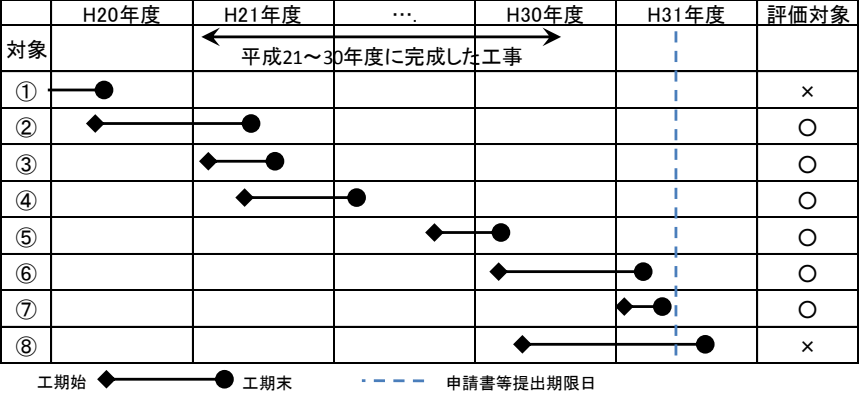 H20年度 H21年度 …. H30年度 H31年度 評価対象
対象 平成21～30年度に完成した工事
① ×
② ○
③ ○
④ ○
⑤ ○
⑥ ○
⑦ ○
⑧ ×
工期始 工期末 申請書等提出期限日